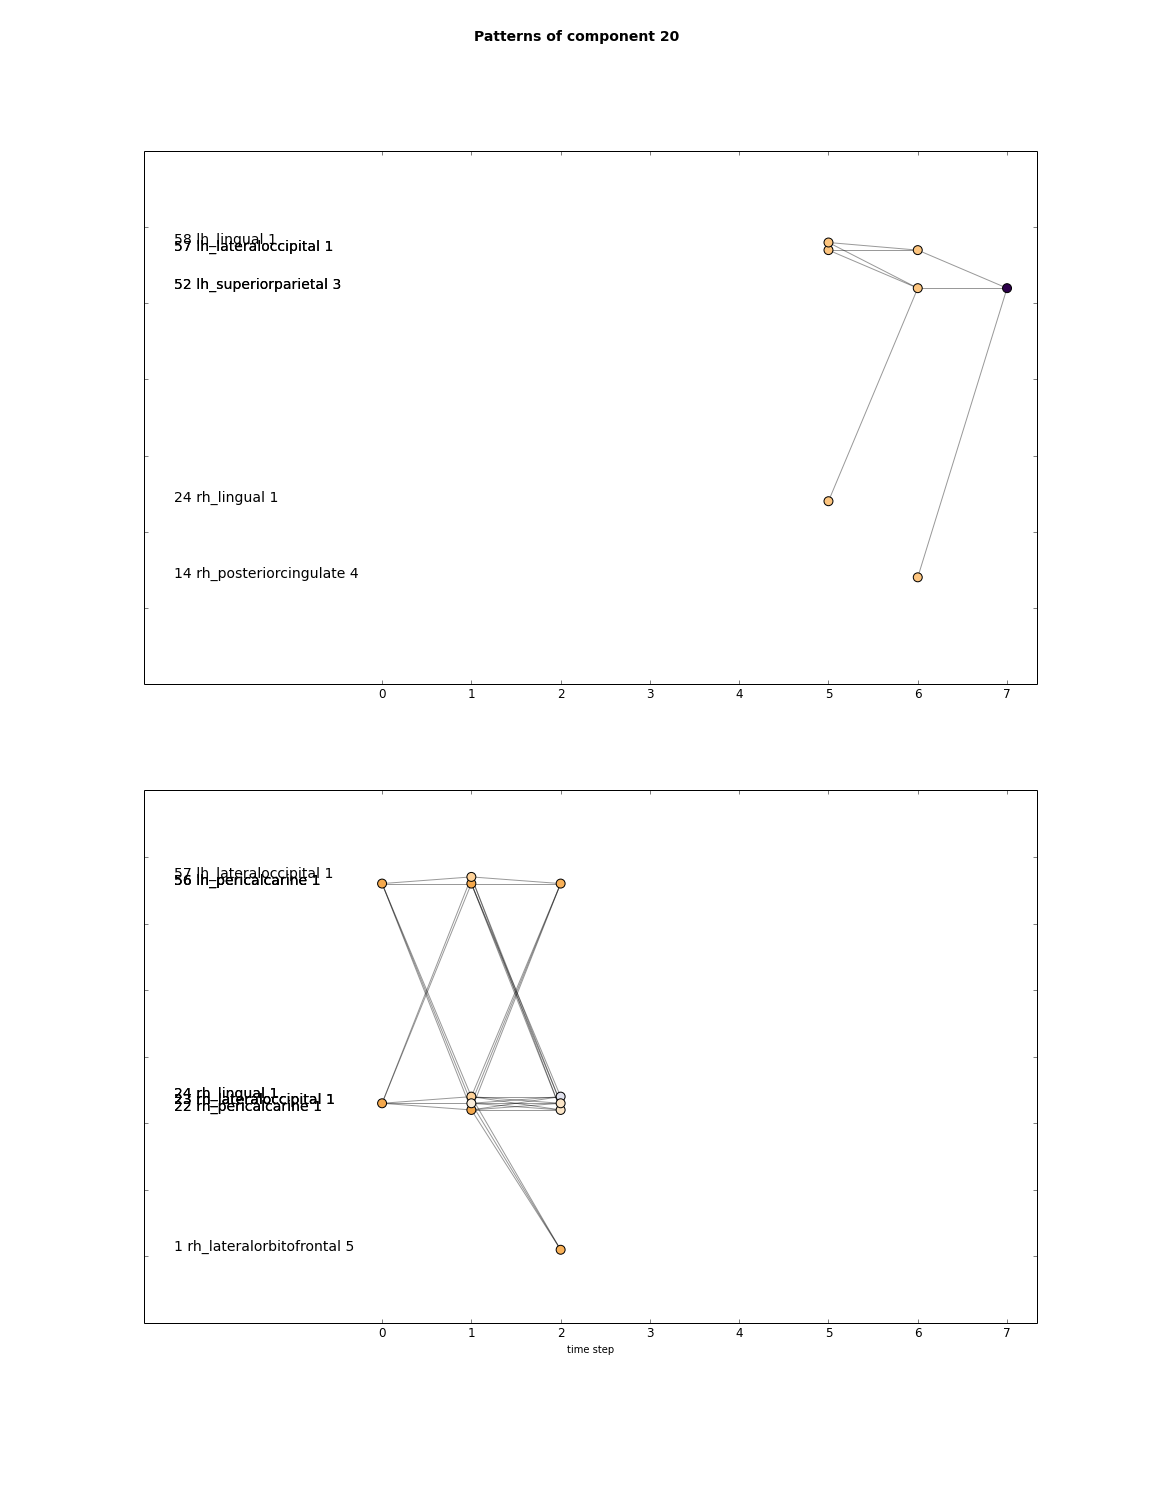 Patterns of component 20
58 lh_lingual 1
57 lh_lateraloccipital 1
52 lh_superiorparietal 3
24 rh_lingual 1
14 rh_posteriorcingulate 4
0 1 2 3 4 5 6 7
57 lh_lateraloccipital 1
56 lh_pericalcarine 1
24 rh_lingual 1
23 rh_lateraloccipital 1
22 rh_pericalcarine 1
1 rh_lateralorbitofrontal 5
0 1 2 3 4 5 6 7
time step